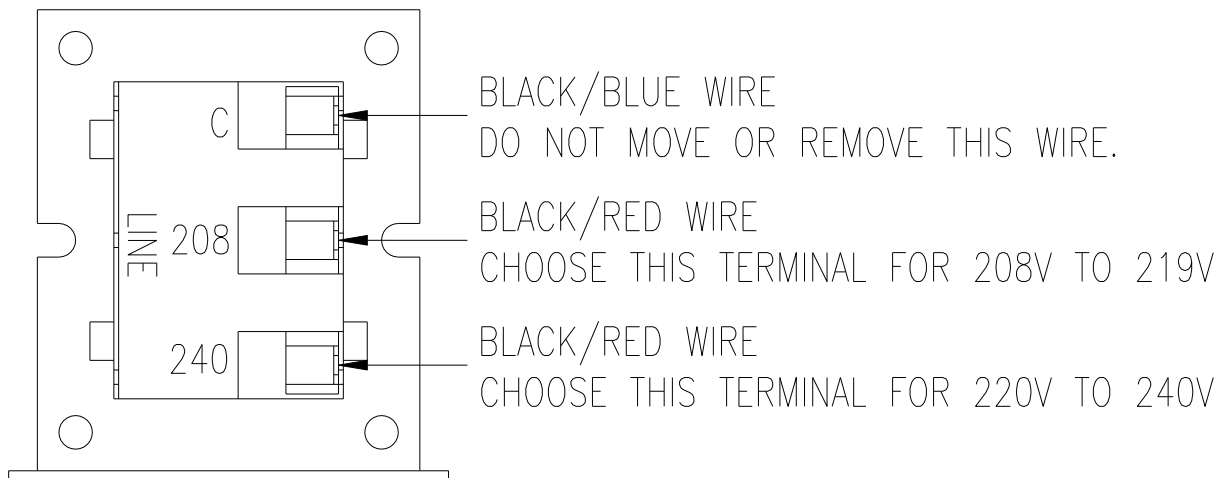 C
BLACK/BLUE WIRE
DO NOT MOVE OR REMOVE THIS WIRE.
LINE
208
BLACK/RED WIRE
CHOOSE THIS TERMINAL FOR 208V TO 219V
240
BLACK/RED WIRE
CHOOSE THIS TERMINAL FOR 220V TO 240V